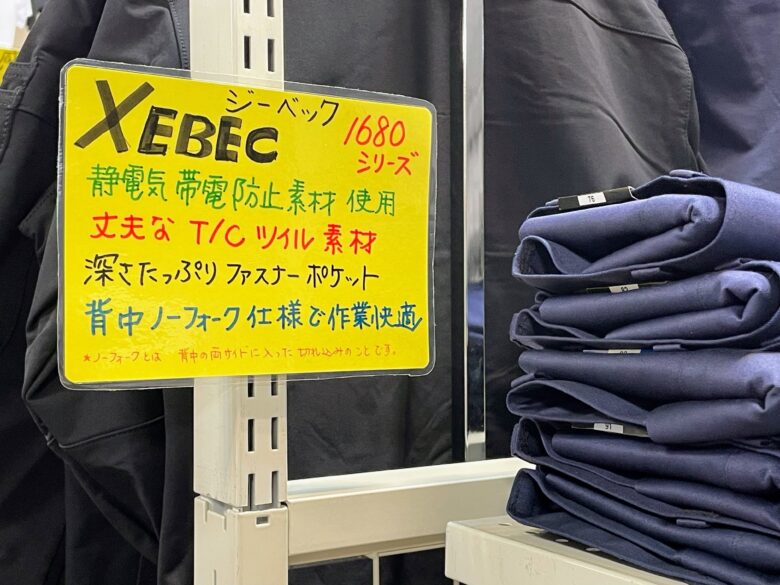 ジーベック
XEBEC
1680
シリーズ
静電気帯電防止素材 使用
丈夫な T/C ツイル 素材
深さたっぷり ファスナー ポケット
背中ノーフォーク仕様で作業快適!
*ノーフォークとは 背中の両サイドに入った切れ込みのことです。
76
91